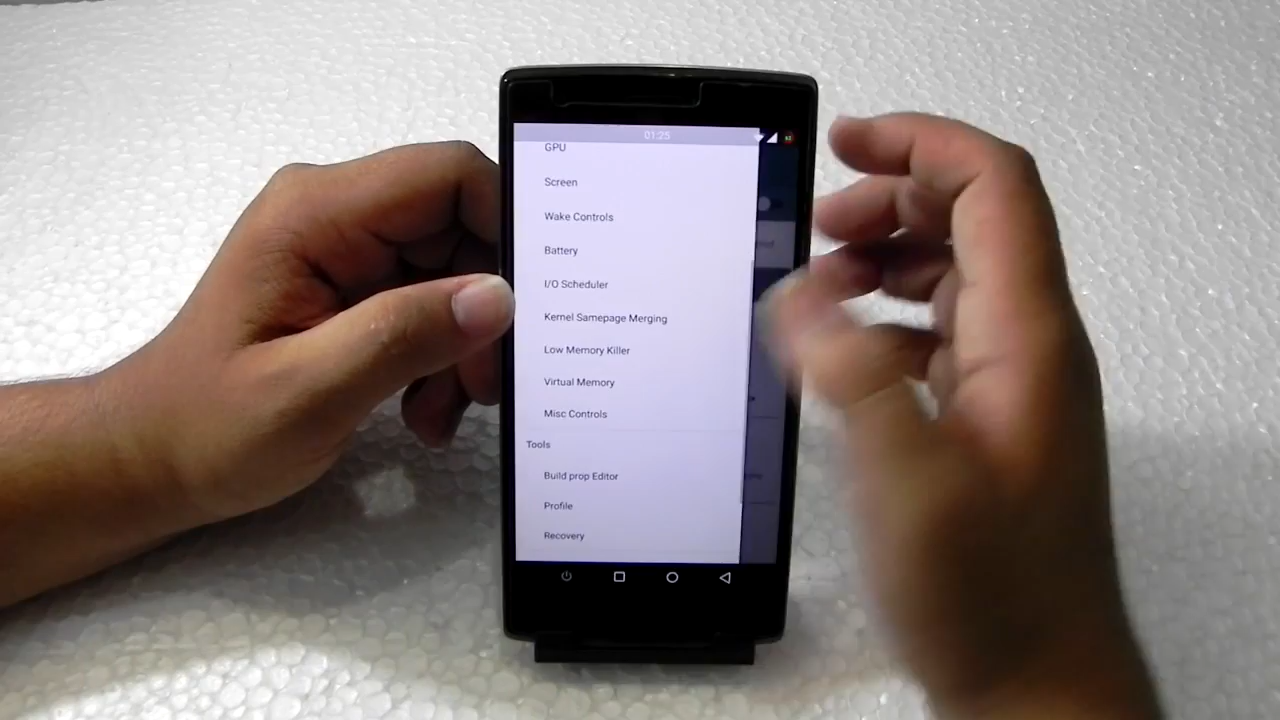 01:25
GPU
Screen
Wake Controls
Battery
I/O Scheduler
Kernel Samepage Merging
Low Memory Killer
Virtual Memory
Misc Controls
Tools
Build prop Editor
Profile
Recovery